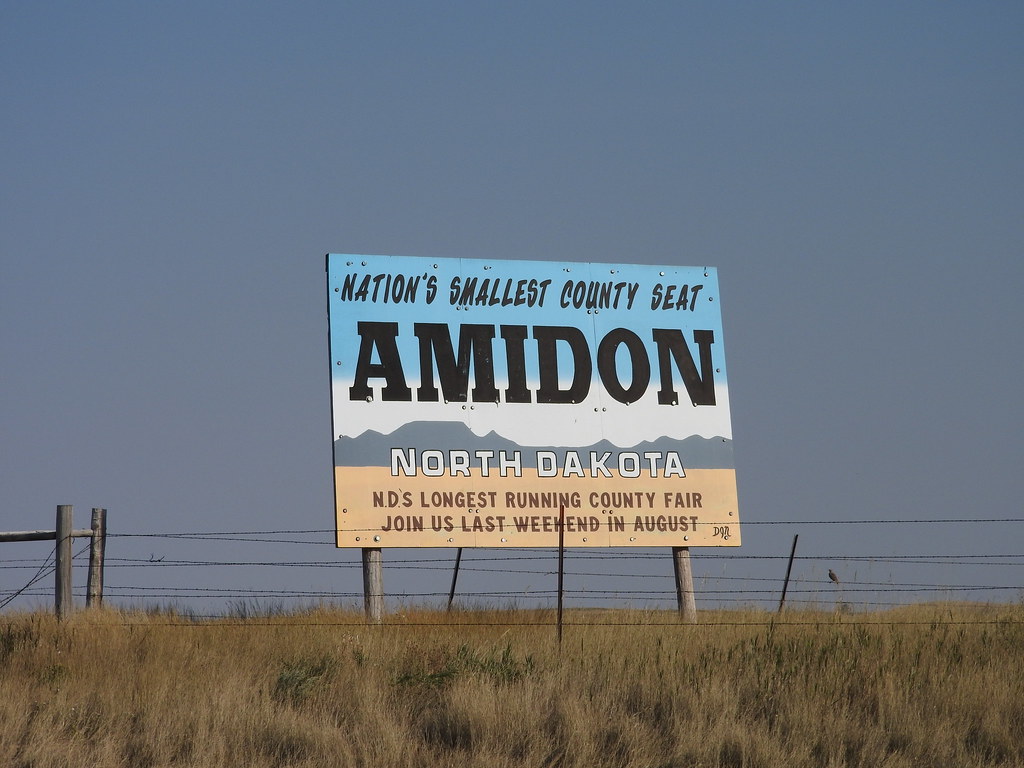 NATION'S SMALLEST COUNTY SEAT
AMIDON
NORTH DAKOTA
N.D.'S LONGEST RUNNING COUNTY FAIR
JOIN US LAST WEEKEND IN AUGUST